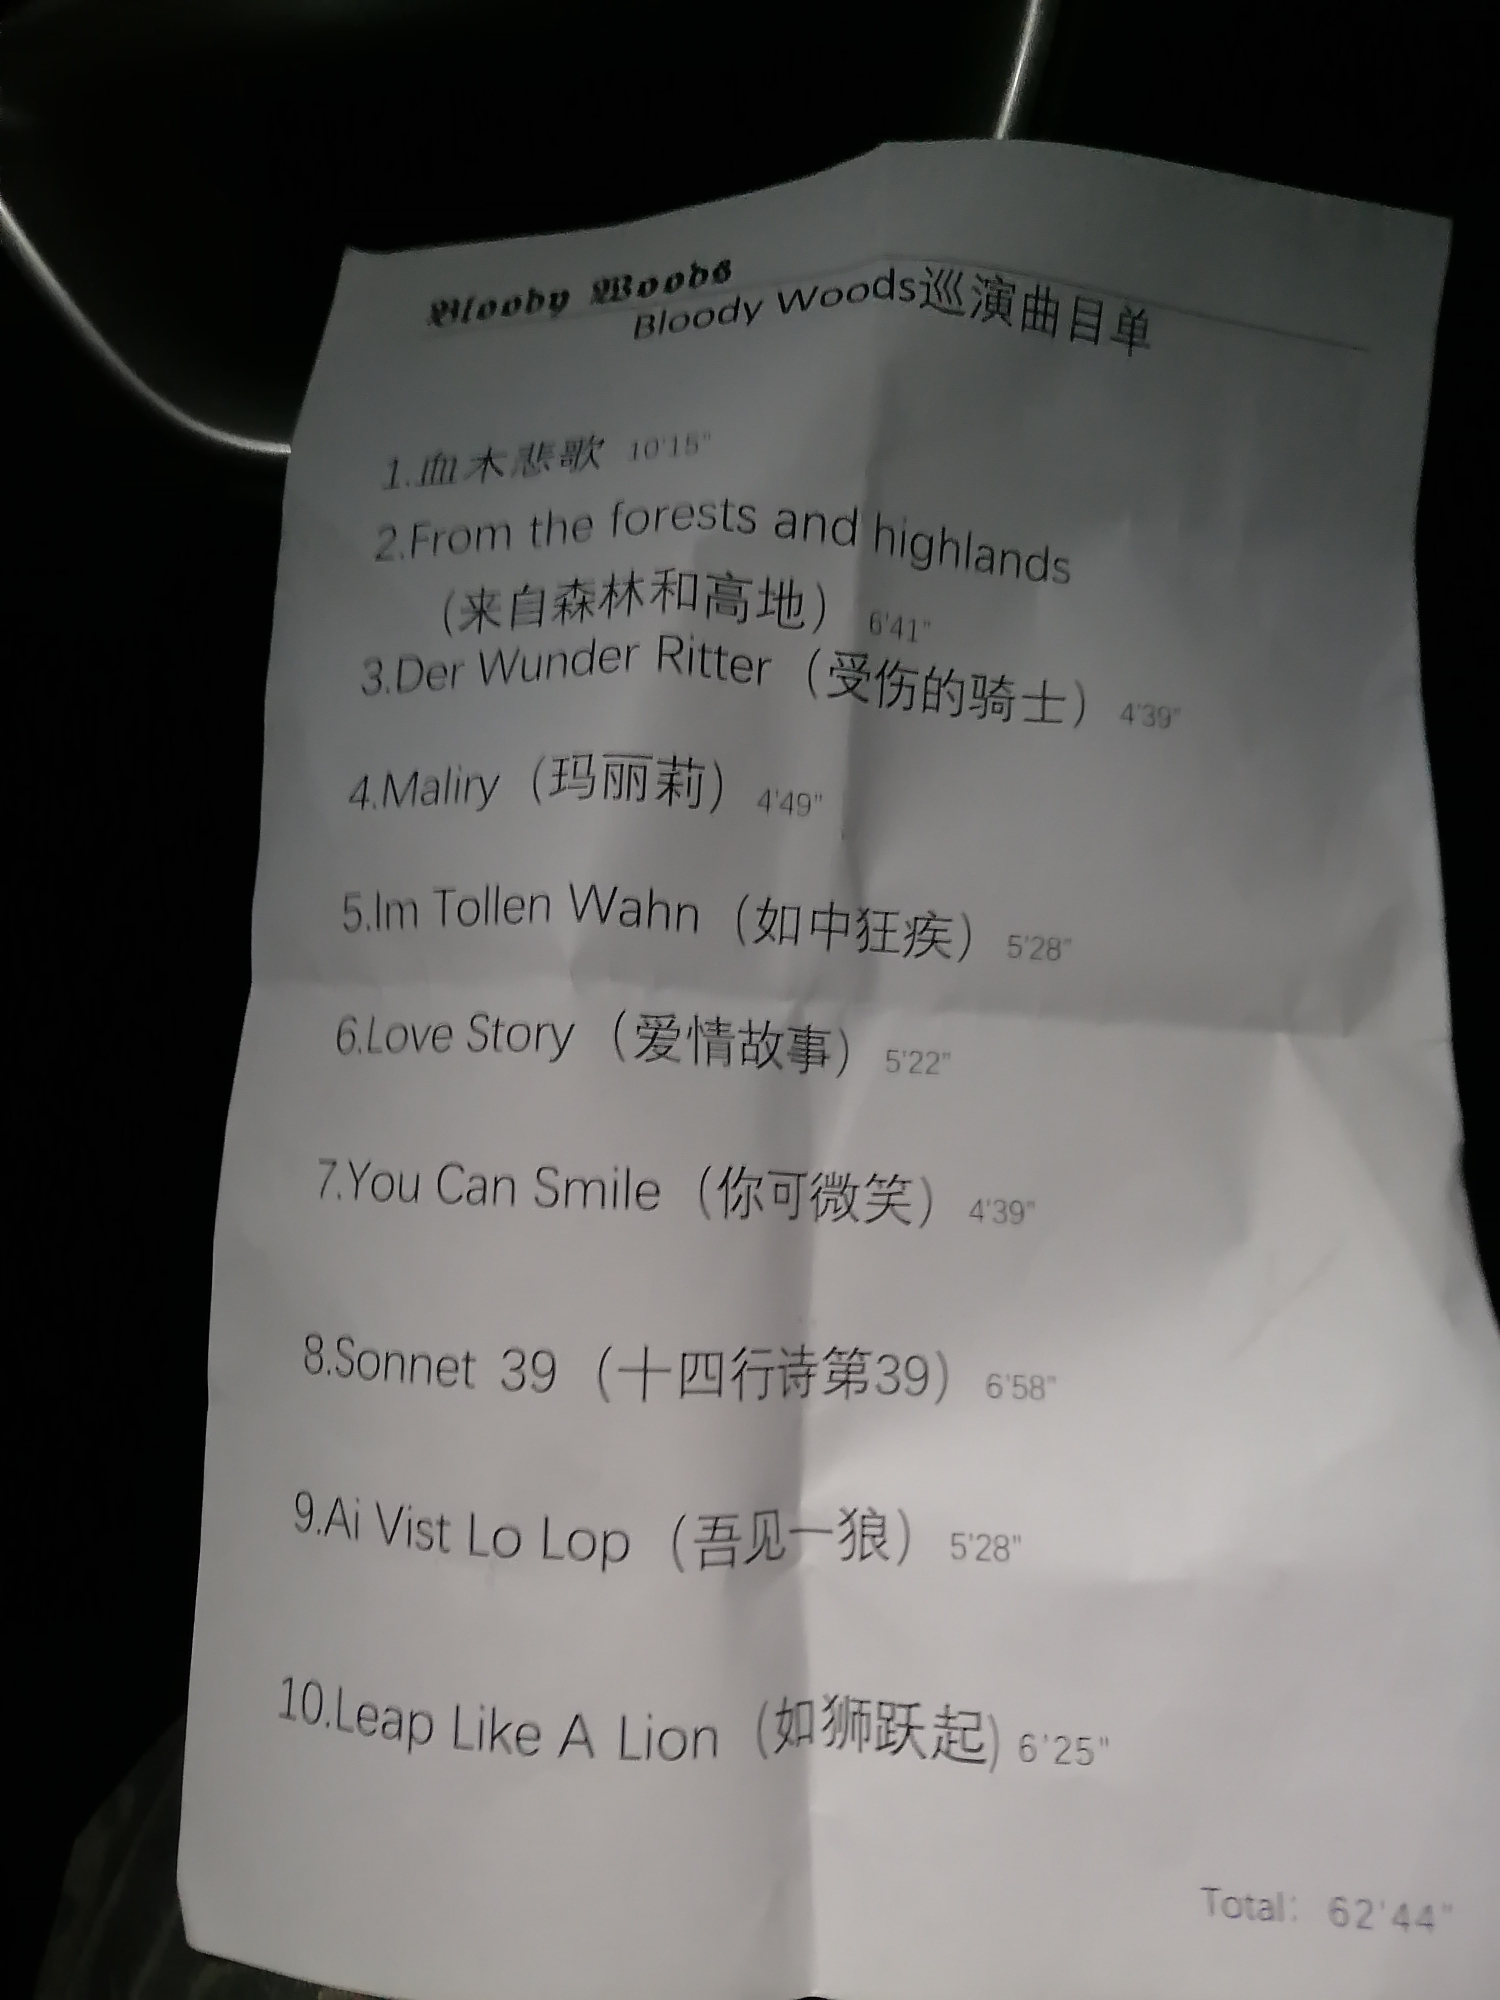 Bloody Woods
Bloody Woods巡演曲目单
1.血木悲歌 10'15"
2.From the forests and highlands
（来自森林和高地） 6'41"
3.Der Wunder Ritter（受伤的骑士） 4'39"
4.Maliry（玛丽莉） 4'49"
5.Im Tollen Wahn（如中狂疾） 5'28"
6.Love Story（爱情故事） 5'22"
7.You Can Smile（你可微笑） 4'39"
8.Sonnet 39（十四行诗第39） 6'58"
9.Ai Vist Lo Lop（吾见一狼） 5'28"
10.Leap Like A Lion（如狮跃起) 6'25"
Total: 62'44"